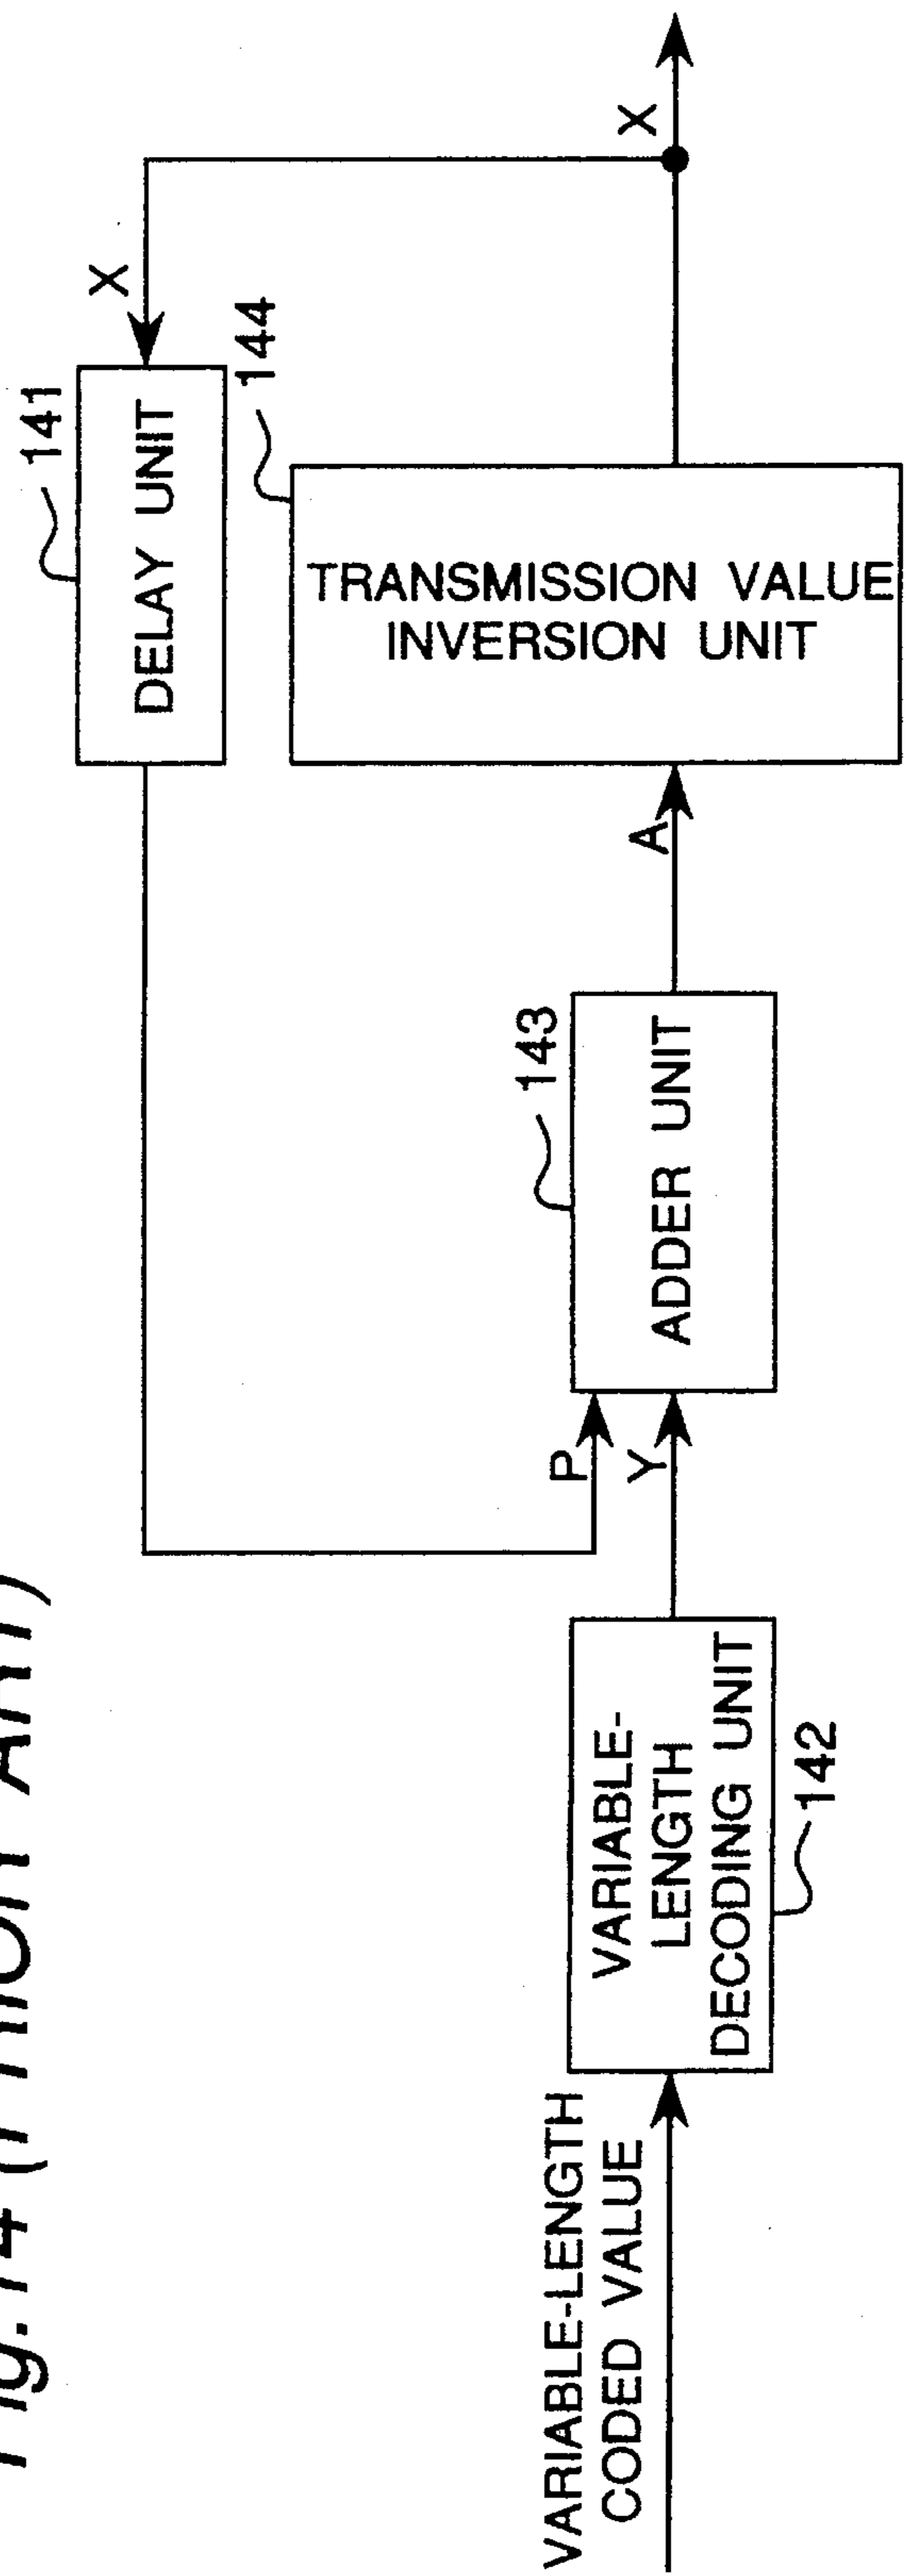 Fig.14 (PRIOR ART)
141
X
DELAY UNIT
144
X
TRANSMISSION VALUE
INVERSION UNIT
A
143
ADDER UNIT
P
Y
VARIABLE-
LENGTH
DECODING UNIT
142
VARIABLE-LENGTH
CODED VALUE